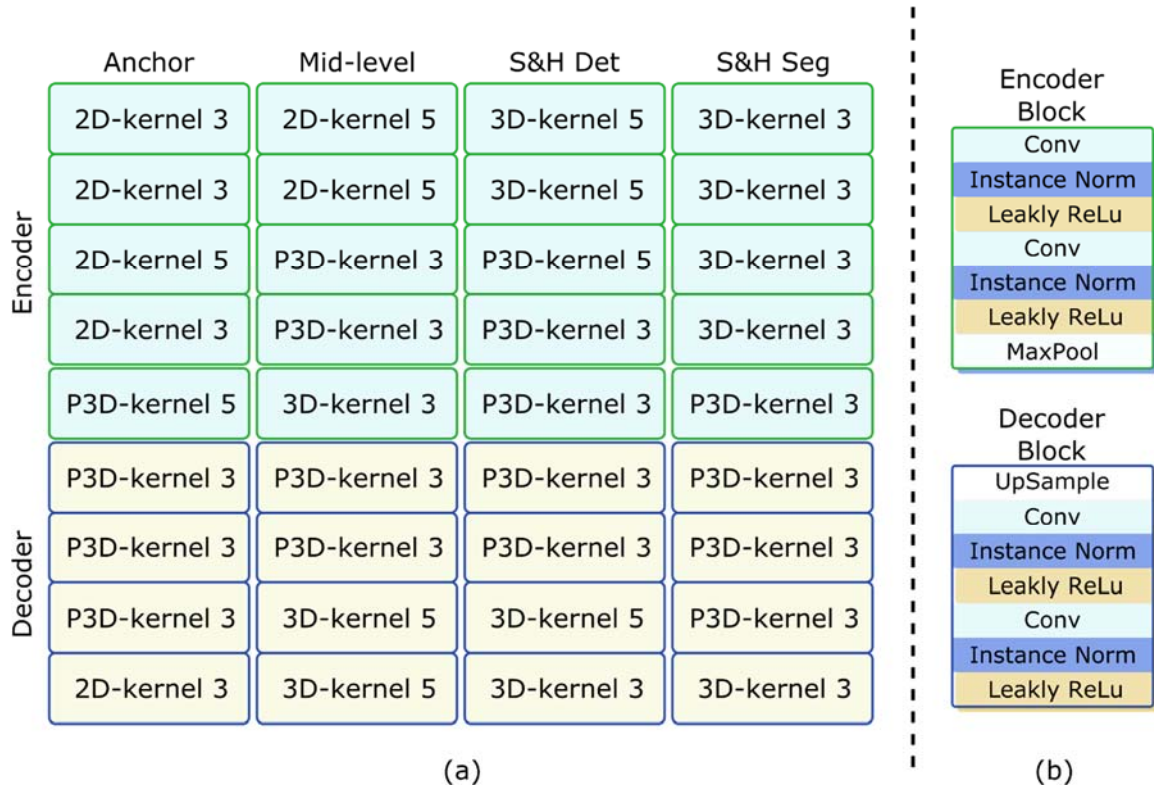 Anchor Mid-level S&H Det S&H Seg
Encoder
2D-kernel 3 2D-kernel 5 3D-kernel 5 3D-kernel 3
2D-kernel 3 2D-kernel 5 3D-kernel 5 3D-kernel 3
2D-kernel 5 P3D-kernel 3 P3D-kernel 5 3D-kernel 3
2D-kernel 3 P3D-kernel 3 P3D-kernel 3 3D-kernel 3
P3D-kernel 5 3D-kernel 3 P3D-kernel 3 P3D-kernel 3
Decoder
P3D-kernel 3 P3D-kernel 3 P3D-kernel 3 P3D-kernel 3
P3D-kernel 3 P3D-kernel 3 P3D-kernel 3 P3D-kernel 3
P3D-kernel 3 3D-kernel 5 3D-kernel 5 P3D-kernel 3
2D-kernel 3 3D-kernel 5 3D-kernel 3 3D-kernel 3
(a)
Encoder
Block
Conv
Instance Norm
Leakly ReLu
Conv
Instance Norm
Leakly ReLu
MaxPool
Decoder
Block
UpSample
Conv
Instance Norm
Leakly ReLu
Conv
Instance Norm
Leakly ReLu
(b)